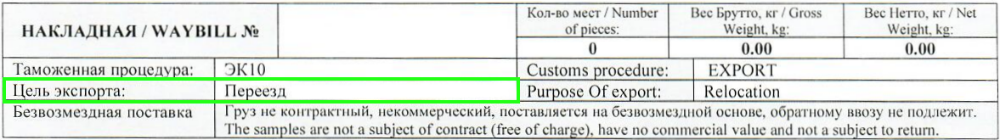 НАКЛАДНАЯ / WAYBILL №
Кол-во мест / Number of pieces:
Вес Брутто, кг / Gross Weight, kg:
Вес Нетто, кг / Net Weight, kg:
0
0.00
0.00
Таможенная процедура: ЭК10 Customs procedure: EXPORT
Цель экспорта: Переезд Purpose Of export: Relocation
Безвозмездная поставка Груз не контрактный, некоммерческий, поставляется на безвозмездной основе, обратному ввозу не подлежит.
The samples are not a subject of contract (free of charge), have no commercial value and not a subject to return.